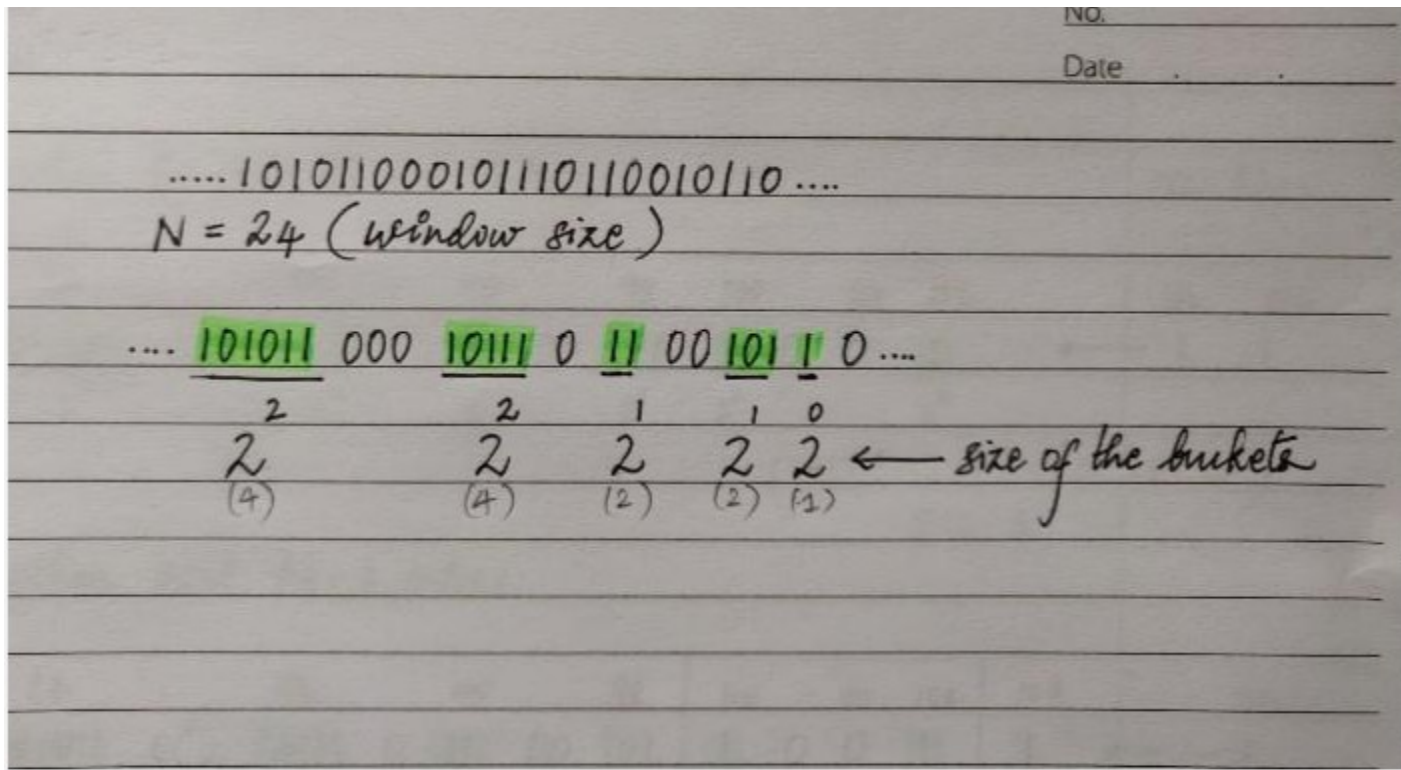 No.
Date . .
.....101011000101110110010110....
N = 24 (window size)
.... 101011 000 10111 0 11 00 101 1 0 ....
2 2 1 1 0
2 2 2 2 2 ← size of the buckets
(4) (4) (2) (2) (1)